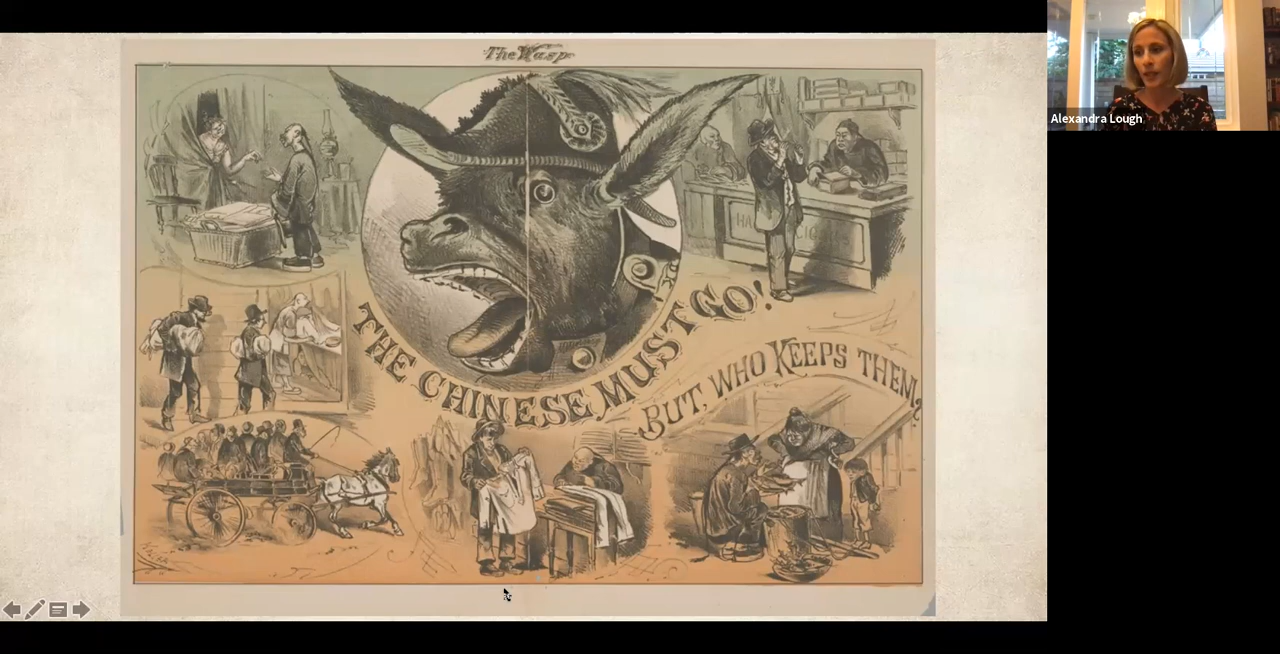 The Wasp
Alexandra Lough
THE CHINESE MUST GO!
BUT, WHO KEEPS THEM?